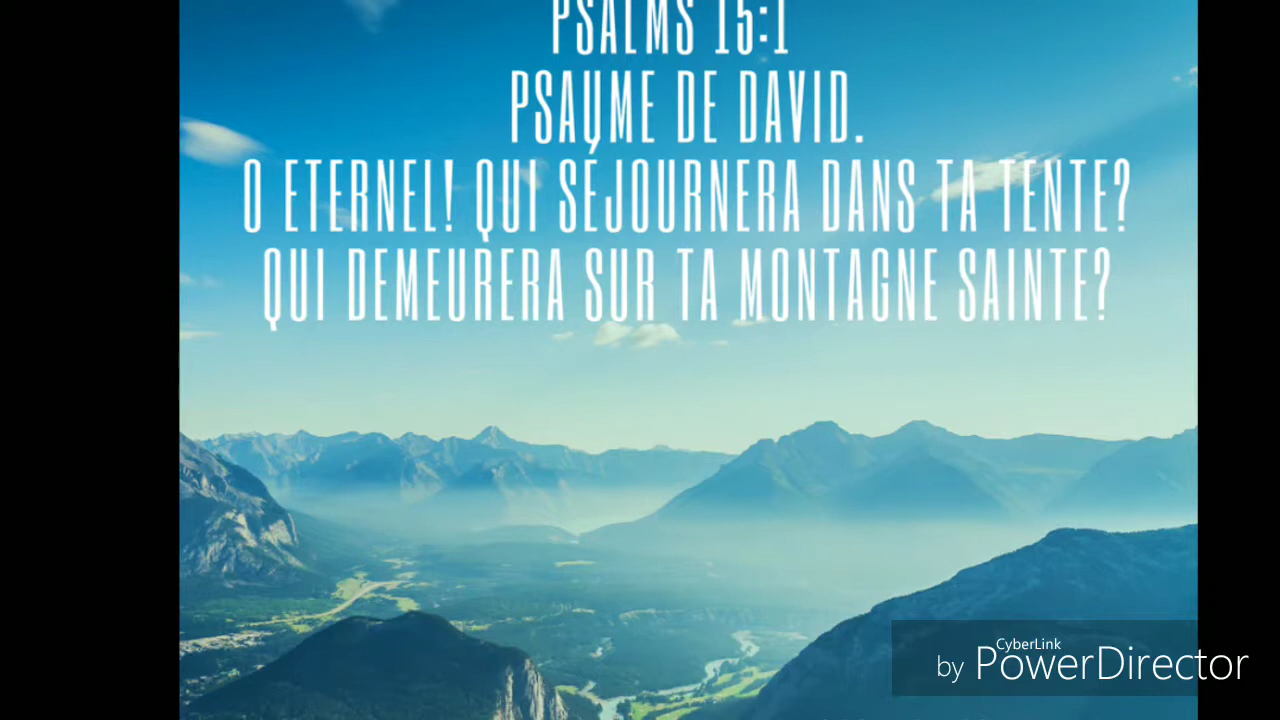 PSALMS 15:1
PSAUME DE DAVID.
O ETERNEL! QUI SÉJOURNERA DANS TA TENTE?
QUI DEMEURERA SUR TA MONTAGNE SAINTE?
CyberLink
by PowerDirector